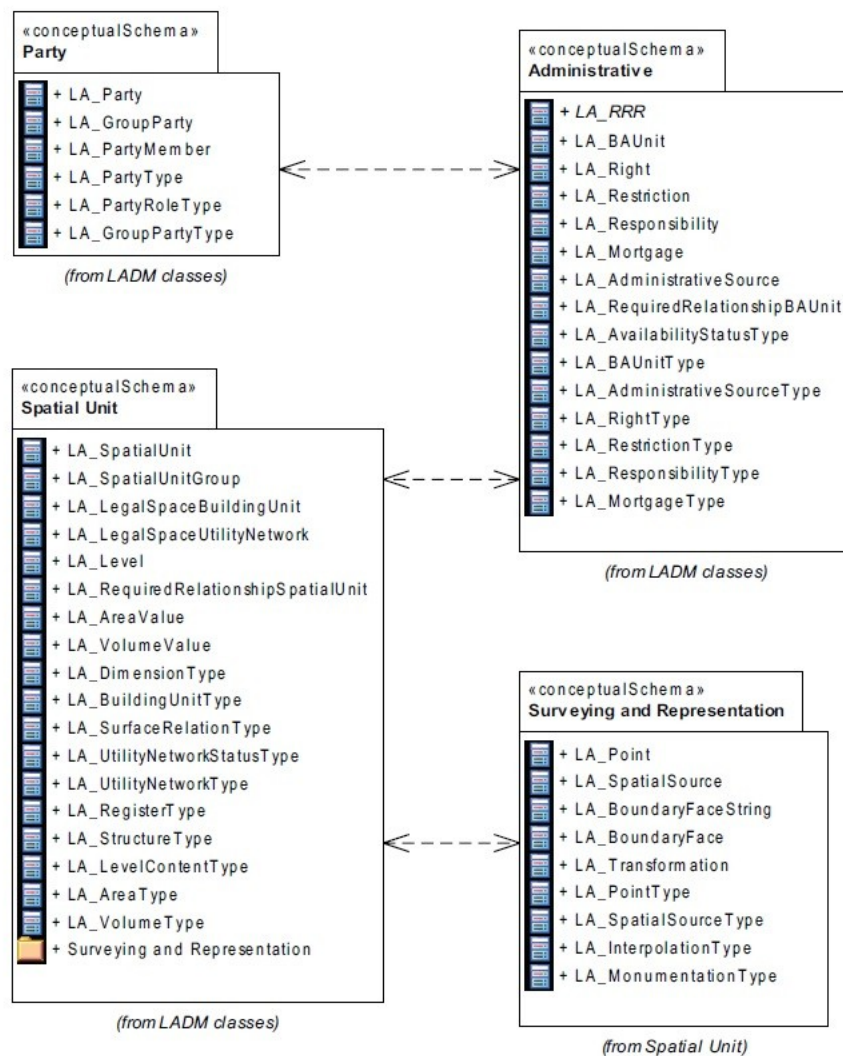 «conceptualSchema»
Party
+ LA_Party
+ LA_GroupParty
+ LA_PartyMember
+ LA_PartyType
+ LA_PartyRoleType
+ LA_GroupPartyType
(from LADM classes)
«conceptualSchema»
Administrative
+ LA_RRR
+ LA_BAUnit
+ LA_Right
+ LA_Restriction
+ LA_Responsibility
+ LA_Mortgage
+ LA_AdministrativeSource
+ LA_RequiredRelationshipBAUnit
+ LA_AvailabilityStatusType
+ LA_BAUnitType
+ LA_AdministrativeSourceType
+ LA_RightType
+ LA_RestrictionType
+ LA_ResponsibilityType
+ LA_MortgageType
(from LADM classes)
«conceptualSchema»
Spatial Unit
+ LA_SpatialUnit
+ LA_SpatialUnitGroup
+ LA_LegalSpaceBuildingUnit
+ LA_LegalSpaceUtilityNetwork
+ LA_Level
+ LA_RequiredRelationshipSpatialUnit
+ LA_AreaValue
+ LA_VolumeValue
+ LA_DimensionType
+ LA_BuildingUnitType
+ LA_SurfaceRelationType
+ LA_UtilityNetworkStatusType
+ LA_UtilityNetworkType
+ LA_RegisterType
+ LA_StructureType
+ LA_LevelContentType
+ LA_AreaType
+ LA_VolumeType
+ Surveying and Representation
(from LADM classes)
«conceptualSchema»
Surveying and Representation
+ LA_Point
+ LA_SpatialSource
+ LA_BoundaryFaceString
+ LA_BoundaryFace
+ LA_Transformation
+ LA_PointType
+ LA_SpatialSourceType
+ LA_InterpolationType
+ LA_MonumentationType
(from Spatial Unit)